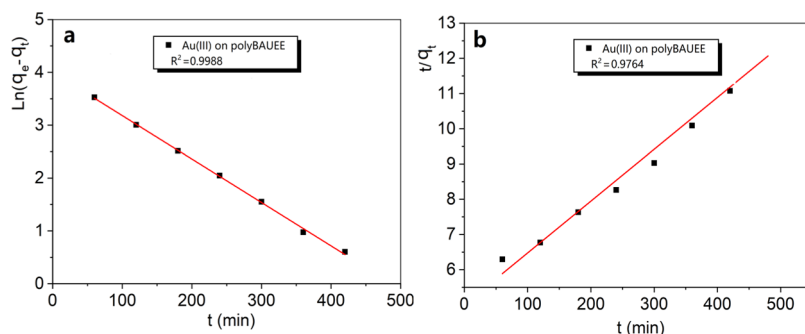 a
Au(III) on polyBAUEE
R²=0.9988
Ln(qₑ-qₜ)
5
4
3
2
1
0
0 100 200 300 400 500
t (min)
b
Au(III) on polyBAUEE
R²=0.9764
t/qₜ
13
12
11
10
9
8
7
6
0 100 200 300 400 500
t (min)